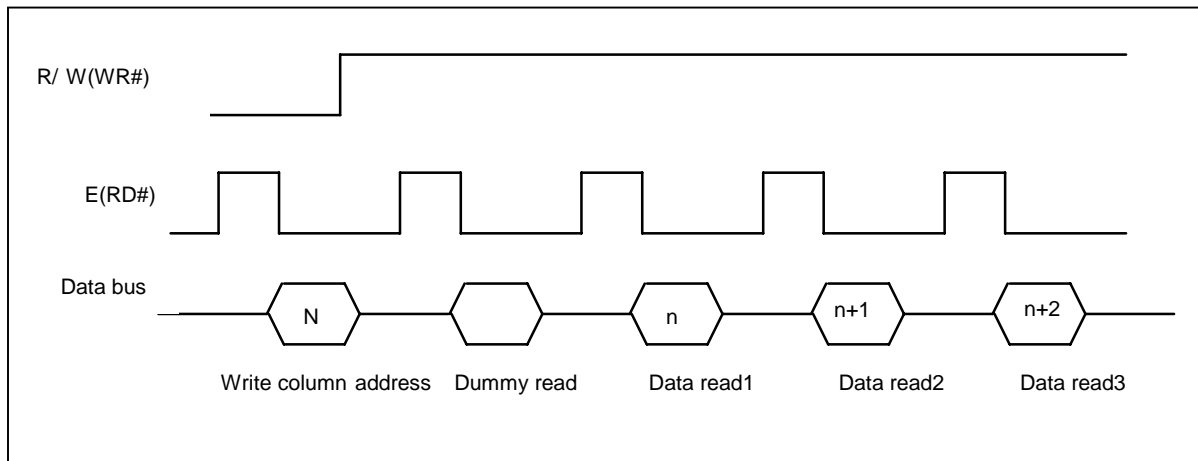 R/ W(WR#)
E(RD#)
Data bus
N
n
n+1
n+2
Write column address Dummy read Data read1 Data read2 Data read3